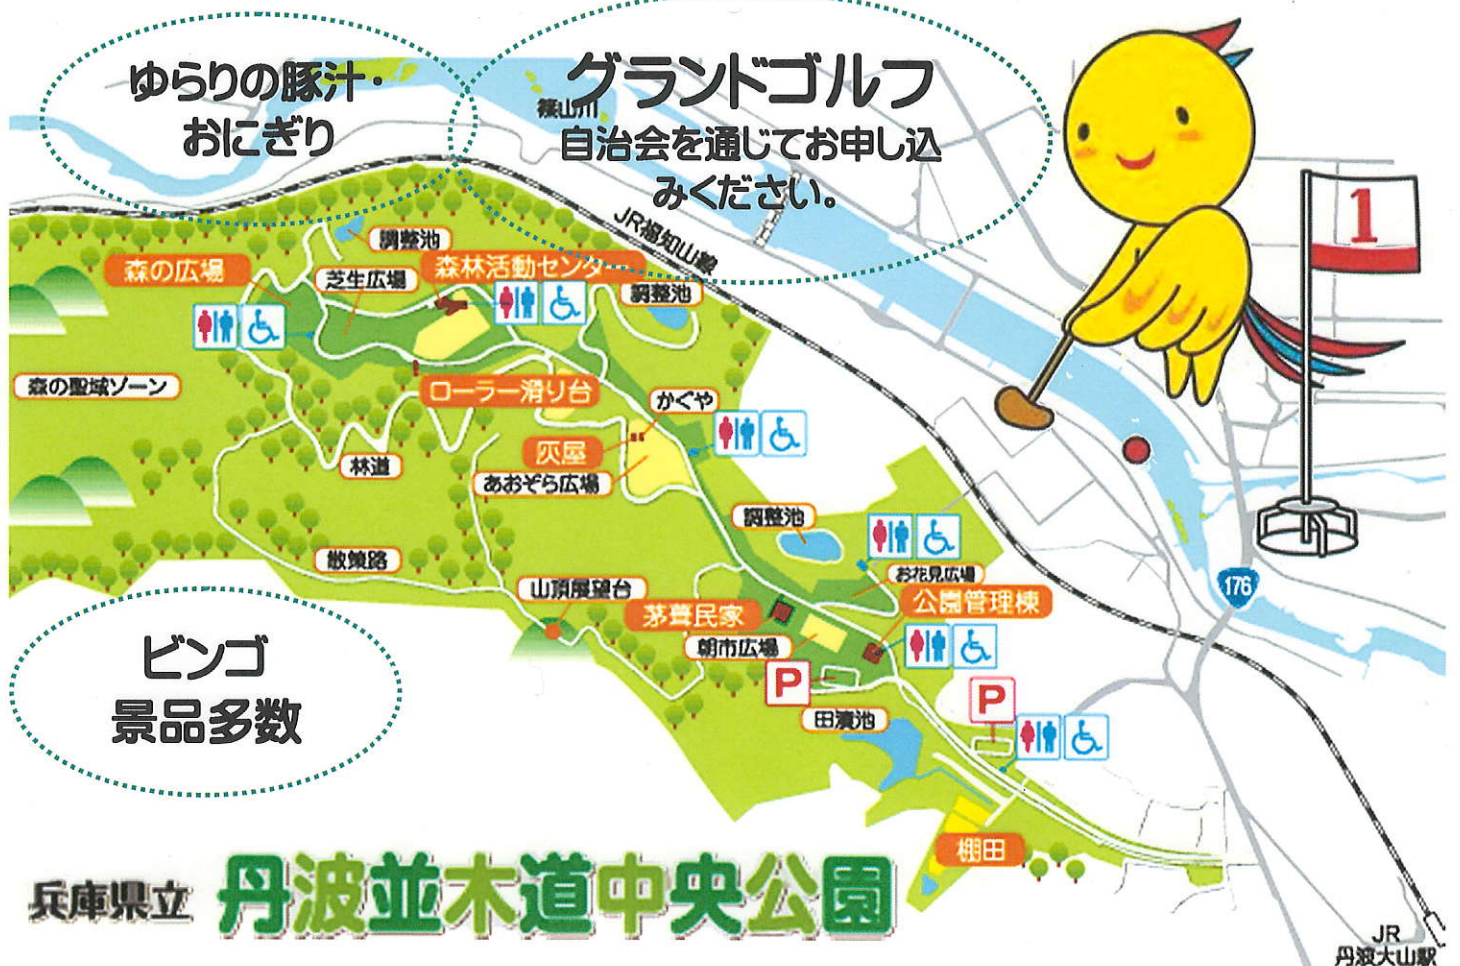 ゆらりの豚汁・
おにぎり
グランドゴルフ
自治会を通じてお申し込
みください。
篠山川
JR福知山線
1
調整池
森の広場
芝生広場
森林活動センター
調整池
森の聖域ゾーン
ローラー滑り台
かぐや
灰屋
林道
あおぞら広場
調整池
散策路
お花見広場
山頂展望台
176
茅葺民家
公園管理棟
朝市広場
P
P
ビンゴ
景品多数
棚田
兵庫県立 丹波並木道中央公園
JR
丹波大山駅